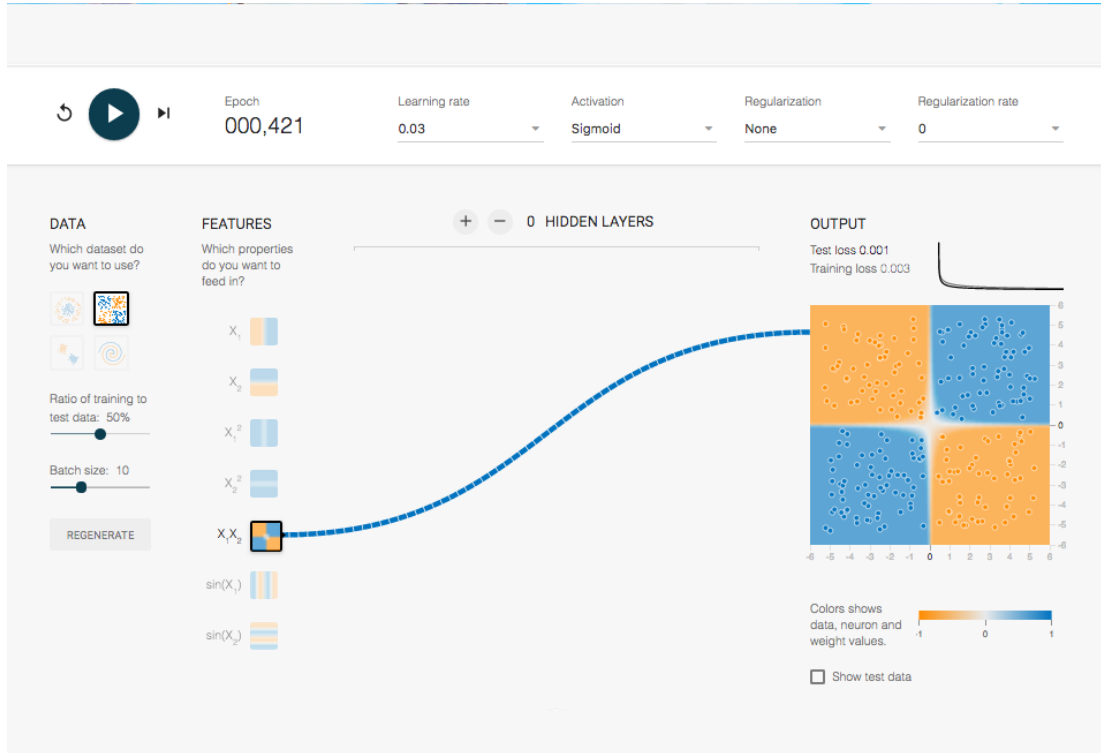 Epoch
000,421
Learning rate
0.03
Activation
Sigmoid
Regularization
None
Regularization rate
0
DATA
Which dataset do
you want to use?
Ratio of training to
test data: 50%
Batch size: 10
REGENERATE
FEATURES
Which properties
do you want to
feed in?
X1
X2
X1²
X2²
X1X2
sin(X1)
sin(X2)
+ − 0 HIDDEN LAYERS
OUTPUT
Test loss 0.001
Training loss 0.003
6
5
4
3
2
1
0
-1
-2
-3
-4
-5
-6
-6 -5 -4 -3 -2 -1 0 1 2 3 4 5 6
Colors shows
data, neuron and
weight values.
-1 0 1
Show test data